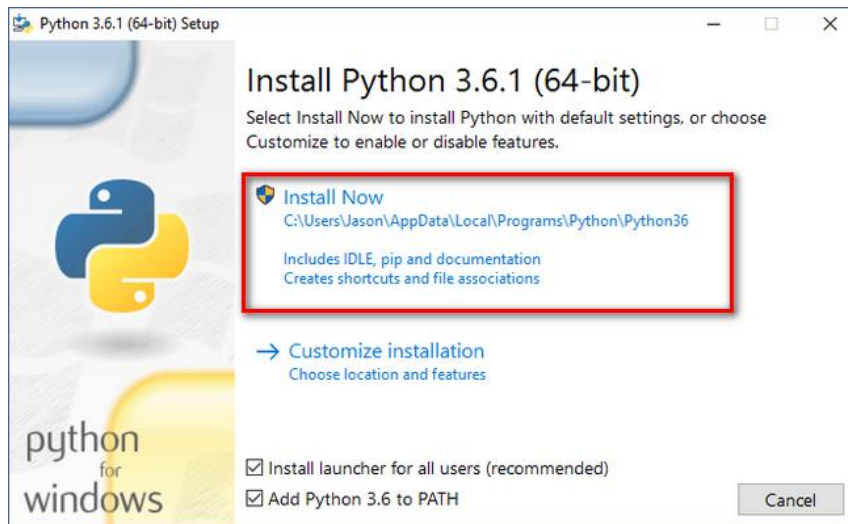 Python 3.6.1 (64-bit) Setup
Install Python 3.6.1 (64-bit)
Select Install Now to install Python with default settings, or choose
Customize to enable or disable features.
Install Now
C:\Users\Jason\AppData\Local\Programs\Python\Python36
Includes IDLE, pip and documentation
Creates shortcuts and file associations
Customize installation
Choose location and features
python
for
windows
Install launcher for all users (recommended)
Add Python 3.6 to PATH
Cancel